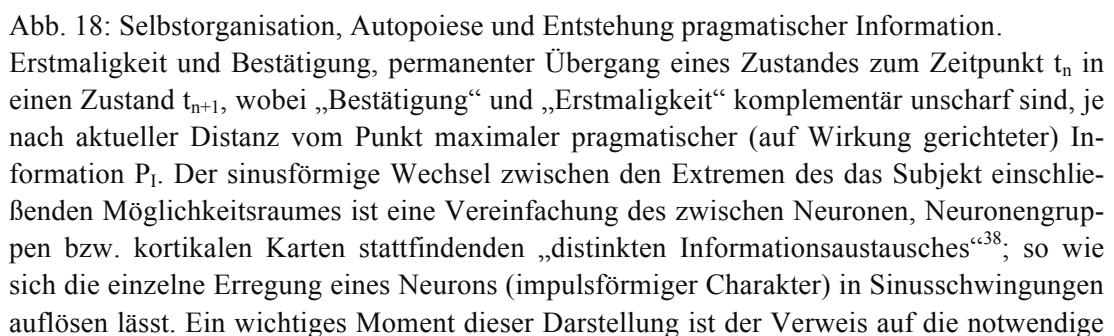 Abb. 18: Selbstorganisation, Autopoiese und Entstehung pragmatischer Information.
Erstmaligkeit und Bestätigung, permanenter Übergang eines Zustandes zum Zeitpunkt tₙ in
einen Zustand tₙ₊₁, wobei „Bestätigung“ und „Erstmaligkeit“ komplementär unscharf sind, je
nach aktueller Distanz vom Punkt maximaler pragmatischer (auf Wirkung gerichteter) In-
formation P_I. Der sinusförmige Wechsel zwischen den Extremen des das Subjekt einschlie-
ßenden Möglichkeitsraumes ist eine Vereinfachung des zwischen Neuronen, Neuronengrup-
pen bzw. kortikalen Karten stattfindenden „distinkten Informationsaustausches“³⁸; so wie
sich die einzelne Erregung eines Neurons (impulsförmiger Charakter) in Sinusschwingungen
auflösen lässt. Ein wichtiges Moment dieser Darstellung ist der Verweis auf die notwendige